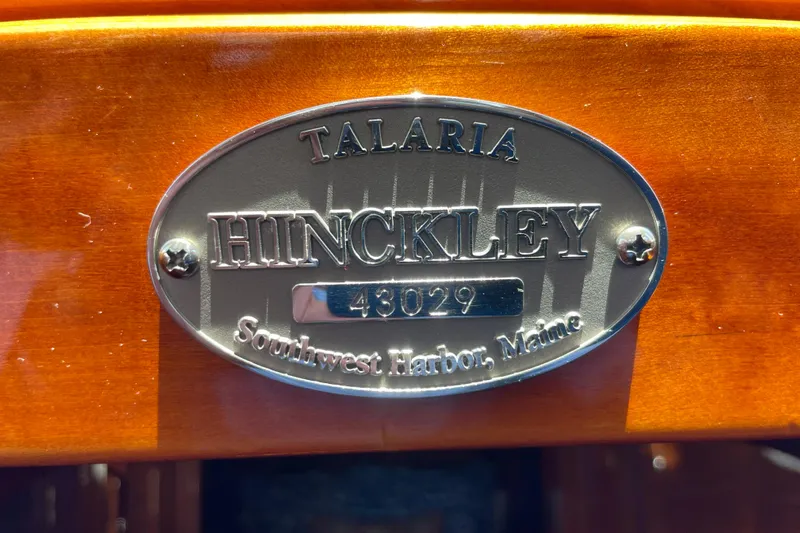 TALARIA
HINCKLEY
43029
Southwest Harbor, Maine